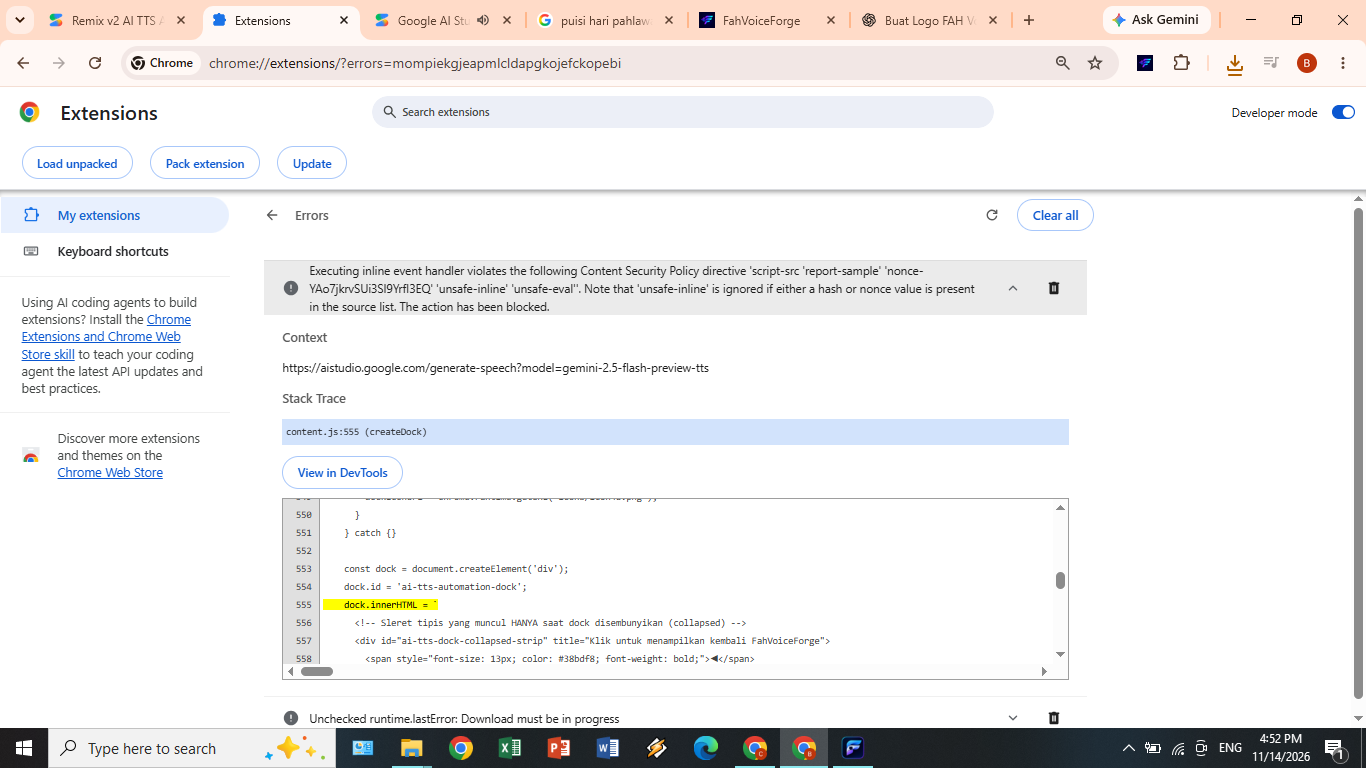 Remix v2 AI TTS A
Extensions
Google AI Stu
puisi hari pahlaw
FahVoiceForge
Buat Logo FAH V
Ask Gemini
Chrome
chrome://extensions/?errors=mompiekgjeapmlcldapgkojefckopebi
B
Extensions
Search extensions
Developer mode
Load unpacked
Pack extension
Update
My extensions
Keyboard shortcuts
Using AI coding agents to build
extensions? Install the Chrome
Extensions and Chrome Web
Store skill to teach your coding
agent the latest API updates and
best practices.
Discover more extensions
and themes on the
Chrome Web Store
Errors
Clear all
Executing inline event handler violates the following Content Security Policy directive 'script-src 'report-sample' 'nonce-
YAo7jkrvSUi3Sl9Yrfl3EQ' 'unsafe-inline' 'unsafe-eval''. Note that 'unsafe-inline' is ignored if either a hash or nonce value is present
in the source list. The action has been blocked.
Context
https://aistudio.google.com/generate-speech?model=gemini-2.5-flash-preview-tts
Stack Trace
content.js:555 (createDock)
View in DevTools
550 }
551 } catch {}
552
553 const dock = document.createElement('div');
554 dock.id = 'ai-tts-automation-dock';
555 dock.innerHTML = `
556 <!-- Sleret tipis yang muncul HANYA saat dock disembunyikan (collapsed) -->
557 <div id="ai-tts-dock-collapsed-strip" title="Klik untuk menampilkan kembali FahVoiceForge">
558 <span style="font-size: 13px; color: #38bdf8; font-weight: bold;">◀</span>
Unchecked runtime.lastError: Download must be in progress
Type here to search
ENG
4:52 PM
11/14/2026
1